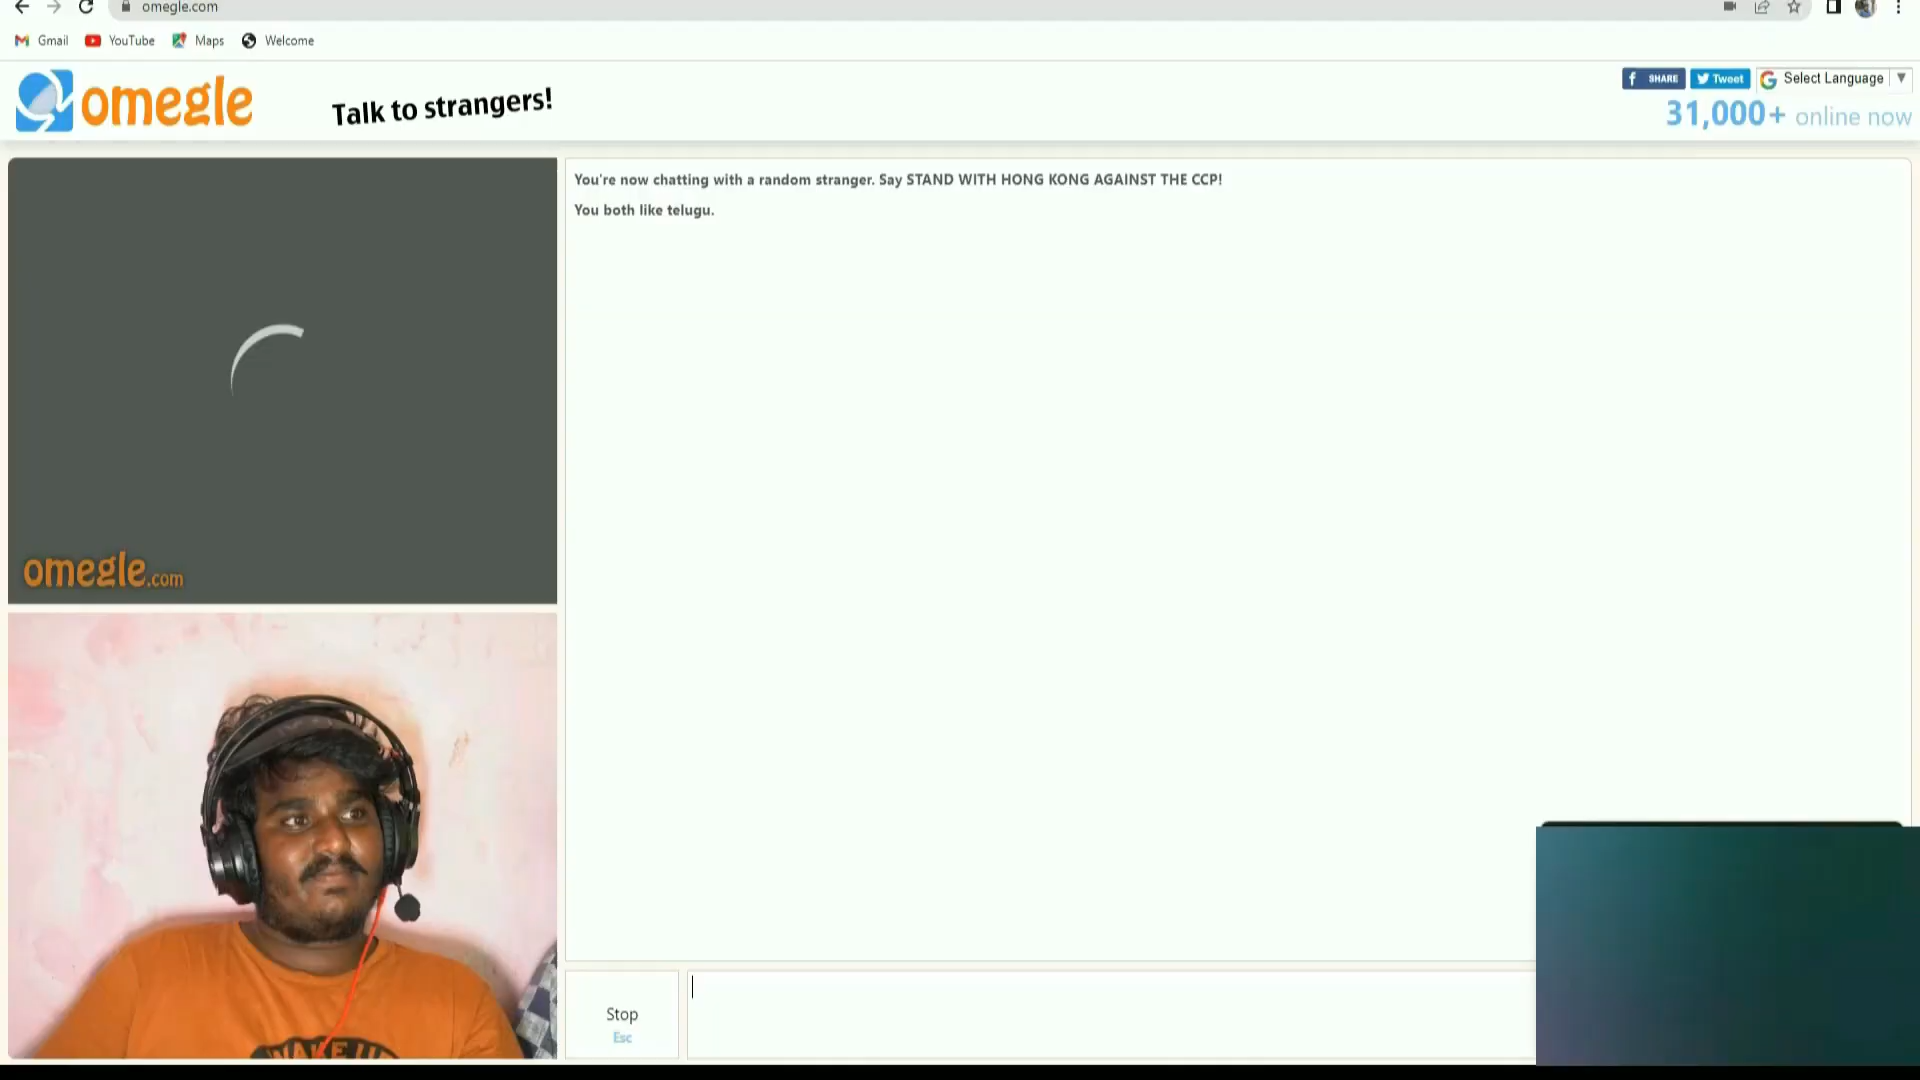 omegle.com
Gmail YouTube Maps Welcome
omegle Talk to strangers!
SHARE Tweet Select Language
31,000+ online now
You're now chatting with a random stranger. Say STAND WITH HONG KONG AGAINST THE CCP!
You both like telugu.
omegle.com
WAKE UP
Stop
Esc